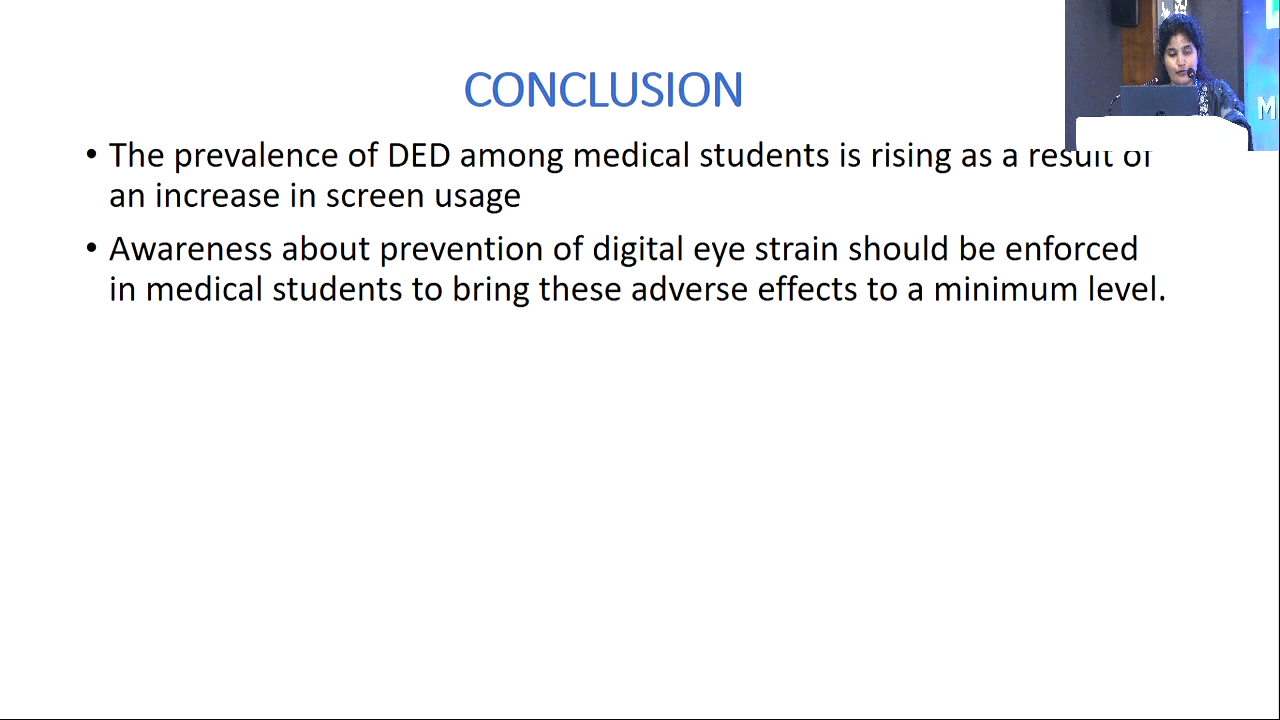 CONCLUSION
• The prevalence of DED among medical students is rising as a result of
an increase in screen usage
• Awareness about prevention of digital eye strain should be enforced
in medical students to bring these adverse effects to a minimum level.
M